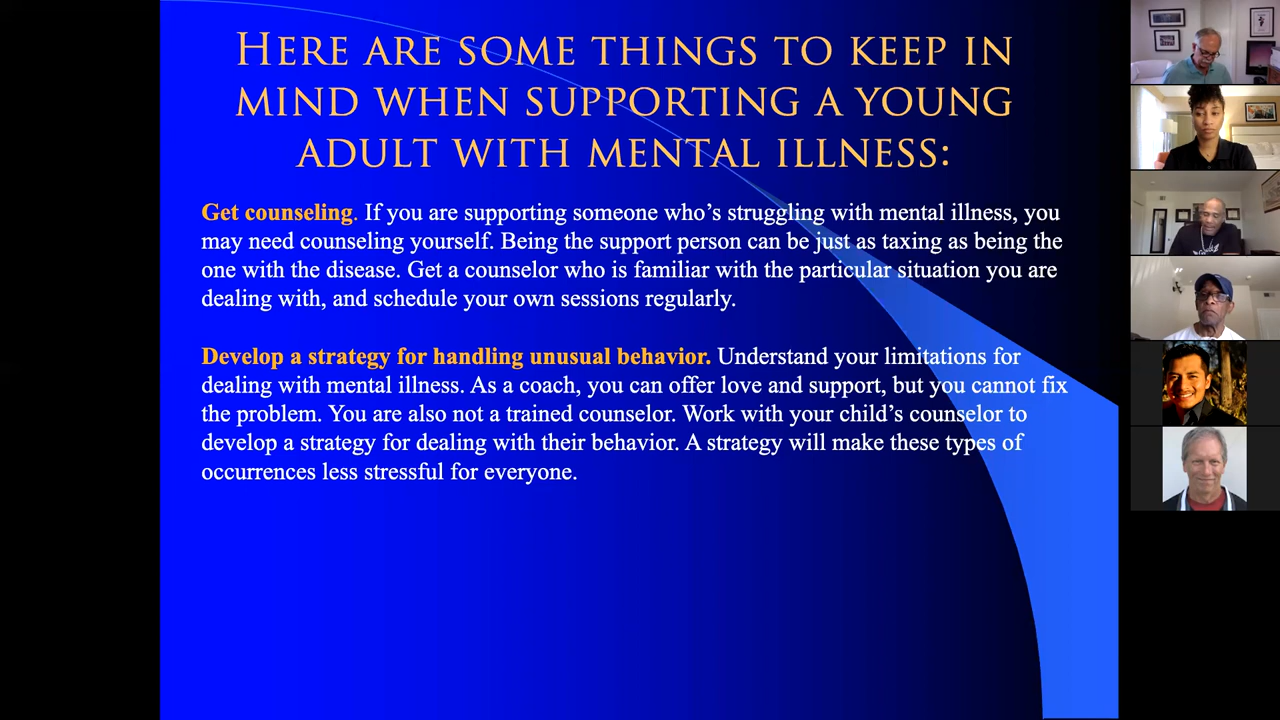 HERE ARE SOME THINGS TO KEEP IN
MIND WHEN SUPPORTING A YOUNG
ADULT WITH MENTAL ILLNESS:
Get counseling. If you are supporting someone who’s struggling with mental illness, you
may need counseling yourself. Being the support person can be just as taxing as being the
one with the disease. Get a counselor who is familiar with the particular situation you are
dealing with, and schedule your own sessions regularly.
Develop a strategy for handling unusual behavior. Understand your limitations for
dealing with mental illness. As a coach, you can offer love and support, but you cannot fix
the problem. You are also not a trained counselor. Work with your child’s counselor to
develop a strategy for dealing with their behavior. A strategy will make these types of
occurrences less stressful for everyone.